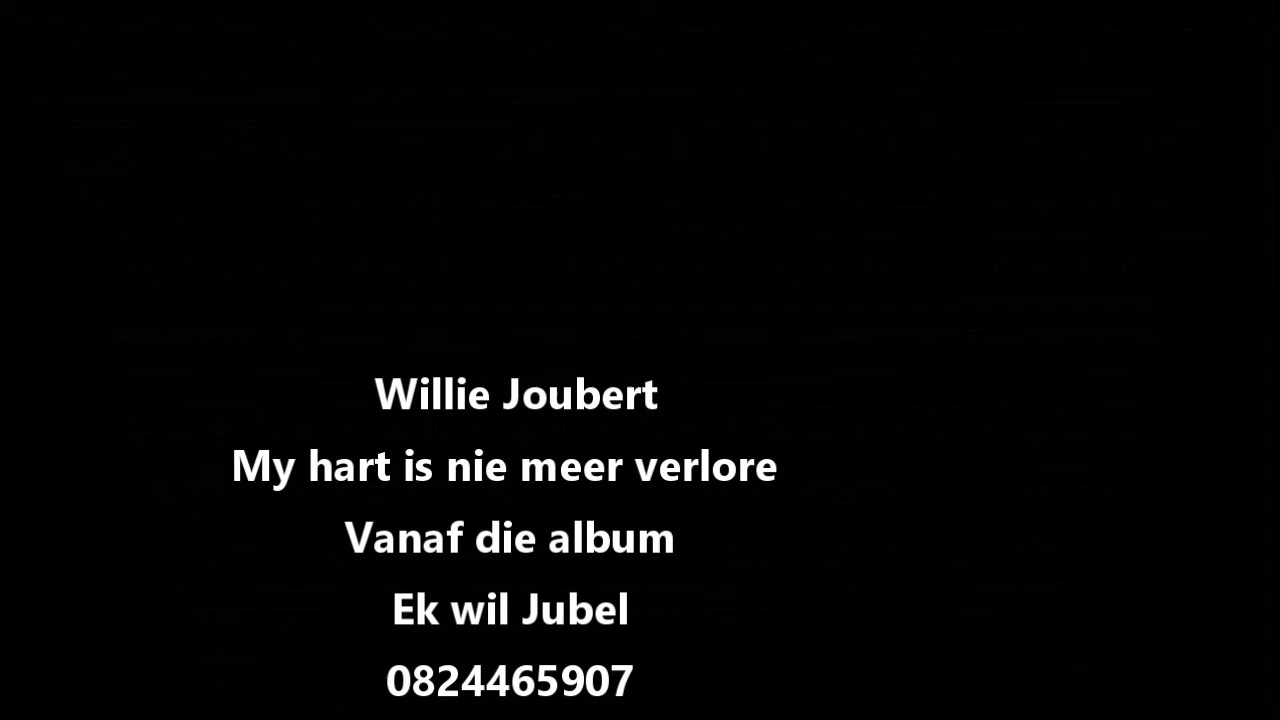 Willie Joubert
My hart is nie meer verlore
Vanaf die album
Ek wil Jubel
0824465907